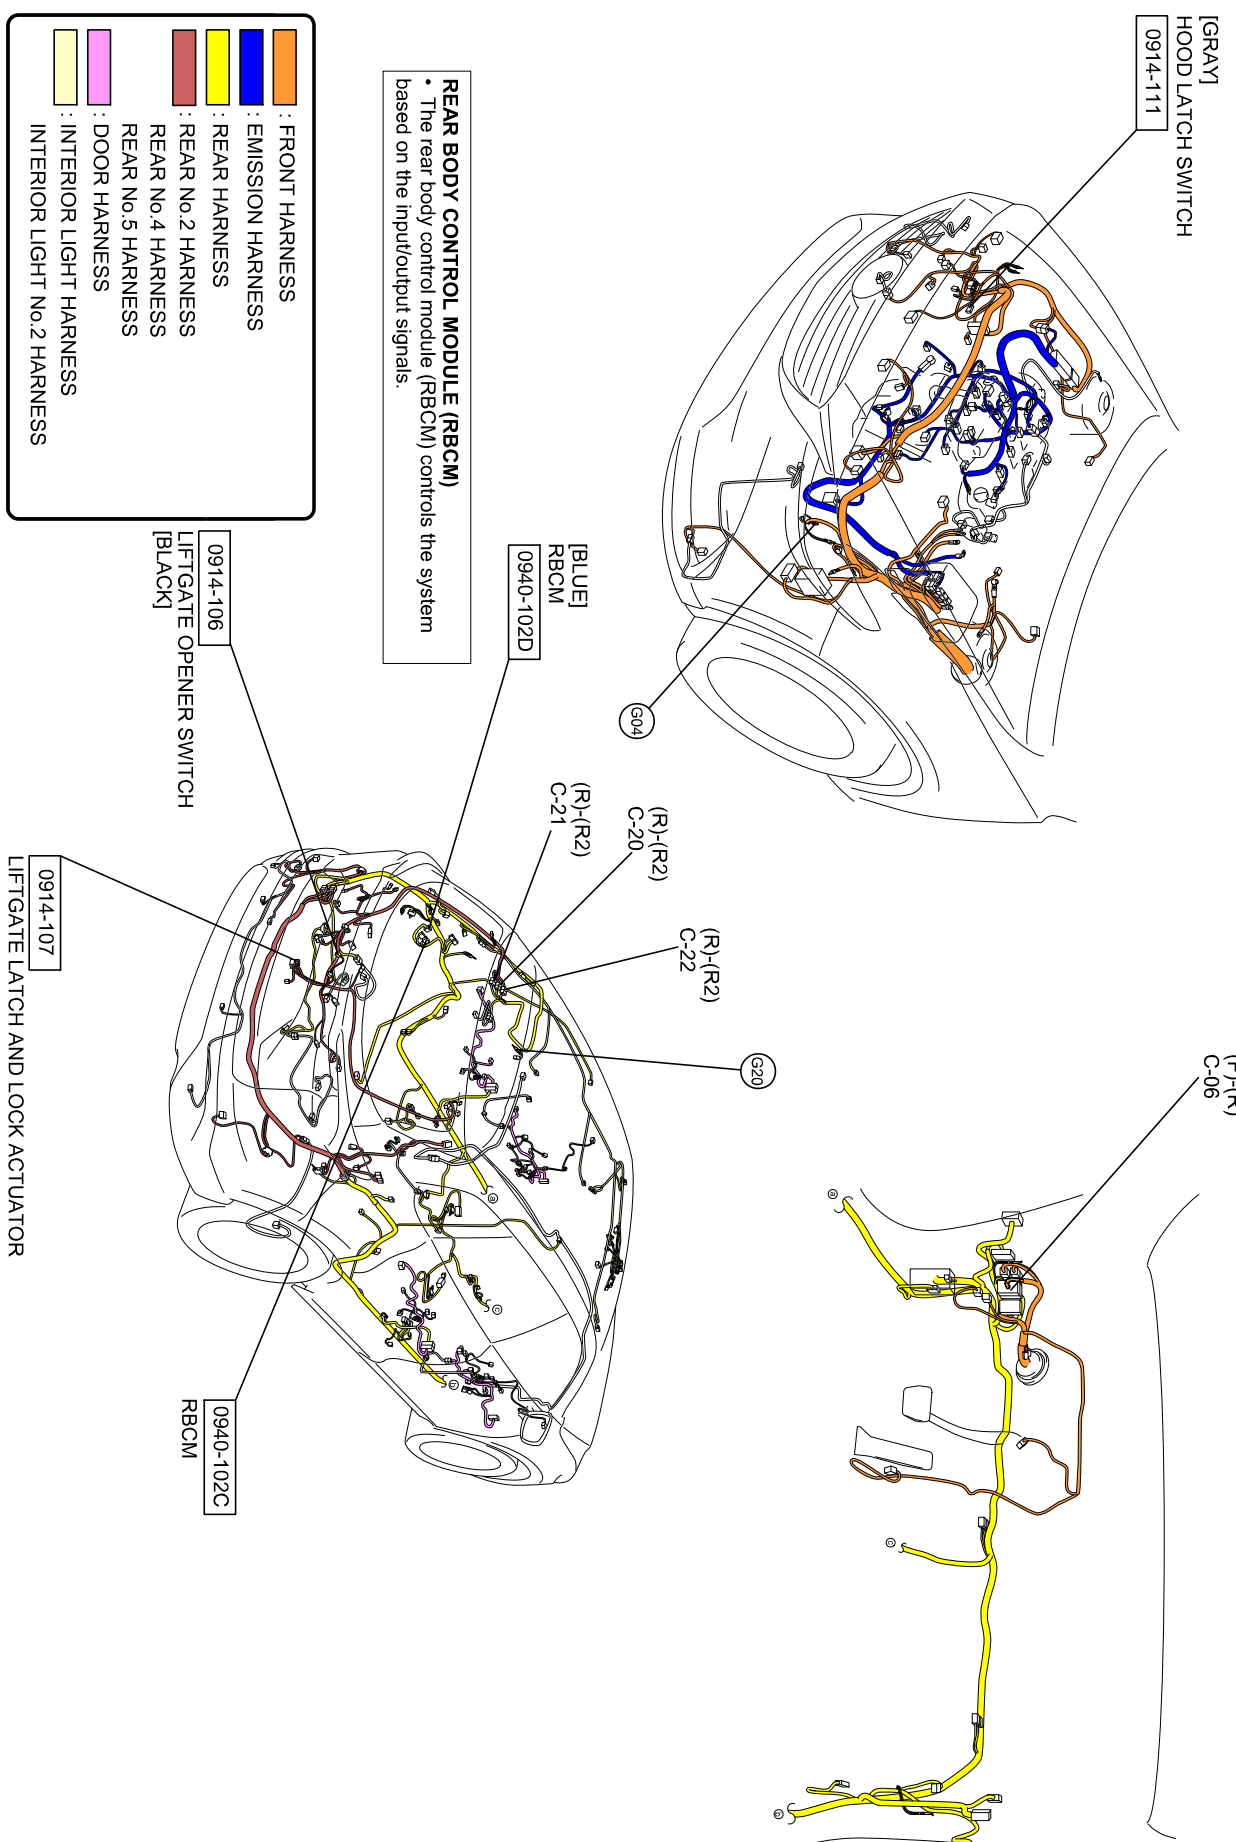 [GRAY]
HOOD LATCH SWITCH
0914-111
G04
C-06
REAR BODY CONTROL MODULE (RBCM)
• The rear body control module (RBCM) controls the system
based on the input/output signals.
[BLUE]
RBCM
0940-102D
(R)-(R2)
C-20
(R)-(R2)
C-21
(R)-(R2)
C-22
G20
0914-106
LIFTGATE OPENER SWITCH
[BLACK]
0914-107
LIFTGATE LATCH AND LOCK ACTUATOR
0940-102C
RBCM
a
b
c
a
c
b
: FRONT HARNESS
: EMISSION HARNESS
: REAR HARNESS
: REAR No.2 HARNESS
REAR No.4 HARNESS
REAR No.5 HARNESS
: DOOR HARNESS
: INTERIOR LIGHT HARNESS
INTERIOR LIGHT No.2 HARNESS